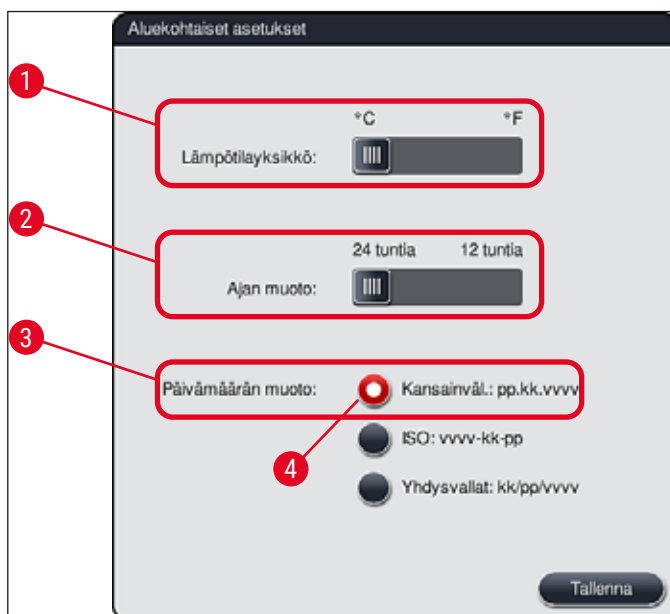 Aluekohtaiset asetukset
1
°C °F
Lämpötilayksikkö:
2
24 tuntia 12 tuntia
Ajan muoto:
3
Päivämäärän muoto: Kansainväl.: pp.kk.vvvv
4
ISO: vvvv-kk-pp
Yhdysvallat: kk/pp/vvvv
Tallenna